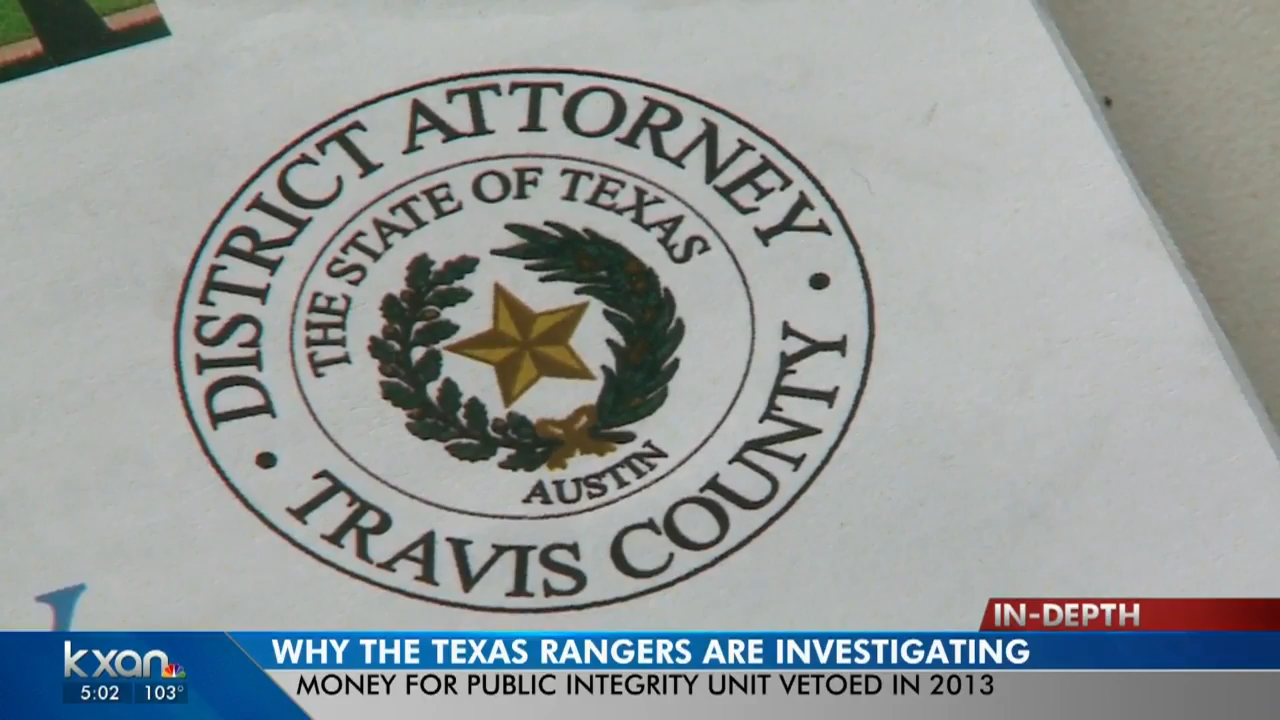 DISTRICT ATTORNEY
THE STATE OF TEXAS
AUSTIN
TRAVIS COUNTY
IN-DEPTH
WHY THE TEXAS RANGERS ARE INVESTIGATING
MONEY FOR PUBLIC INTEGRITY UNIT VETOED IN 2013
kxan
5:02 103°